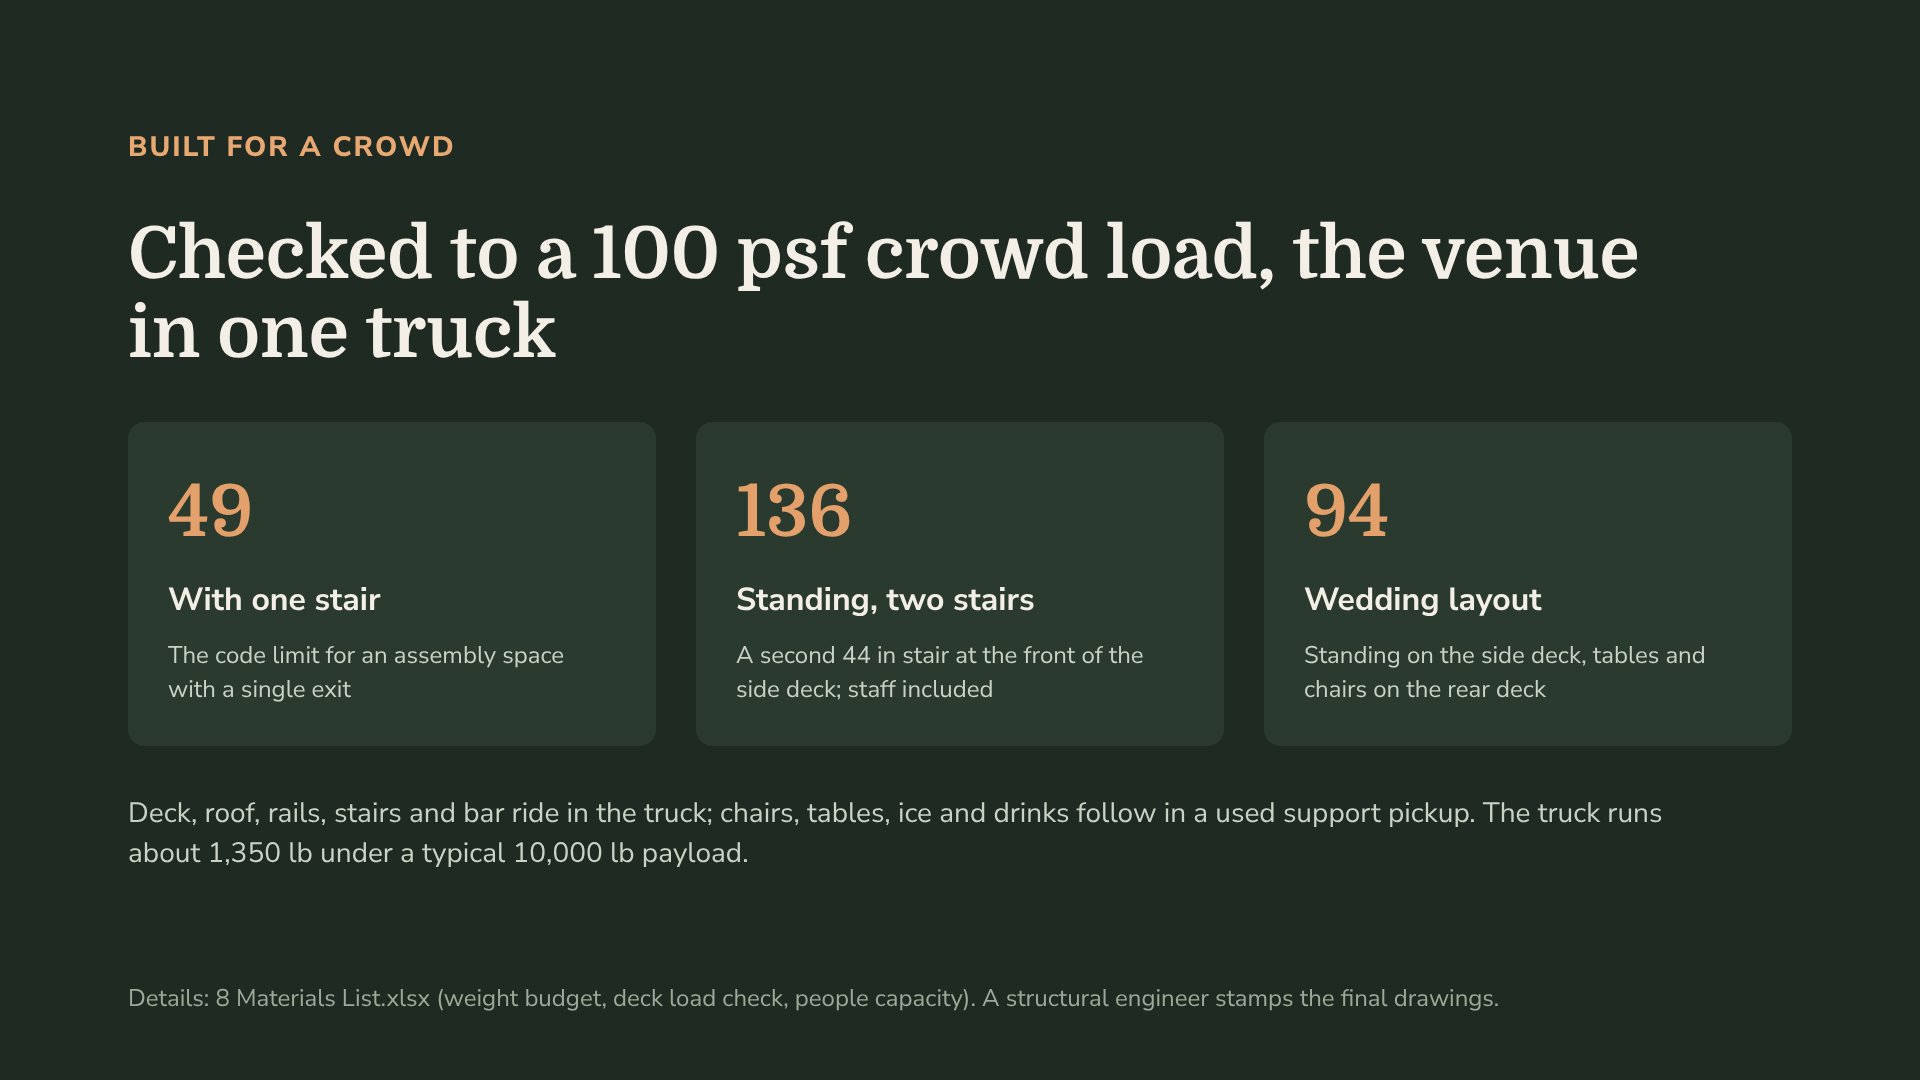 BUILT FOR A CROWD
Checked to a 100 psf crowd load, the venue
in one truck
49
With one stair
The code limit for an assembly space
with a single exit
136
Standing, two stairs
A second 44 in stair at the front of the
side deck; staff included
94
Wedding layout
Standing on the side deck, tables and
chairs on the rear deck
Deck, roof, rails, stairs and bar ride in the truck; chairs, tables, ice and drinks follow in a used support pickup. The truck runs
about 1,350 lb under a typical 10,000 lb payload.
Details: 8 Materials List.xlsx (weight budget, deck load check, people capacity). A structural engineer stamps the final drawings.